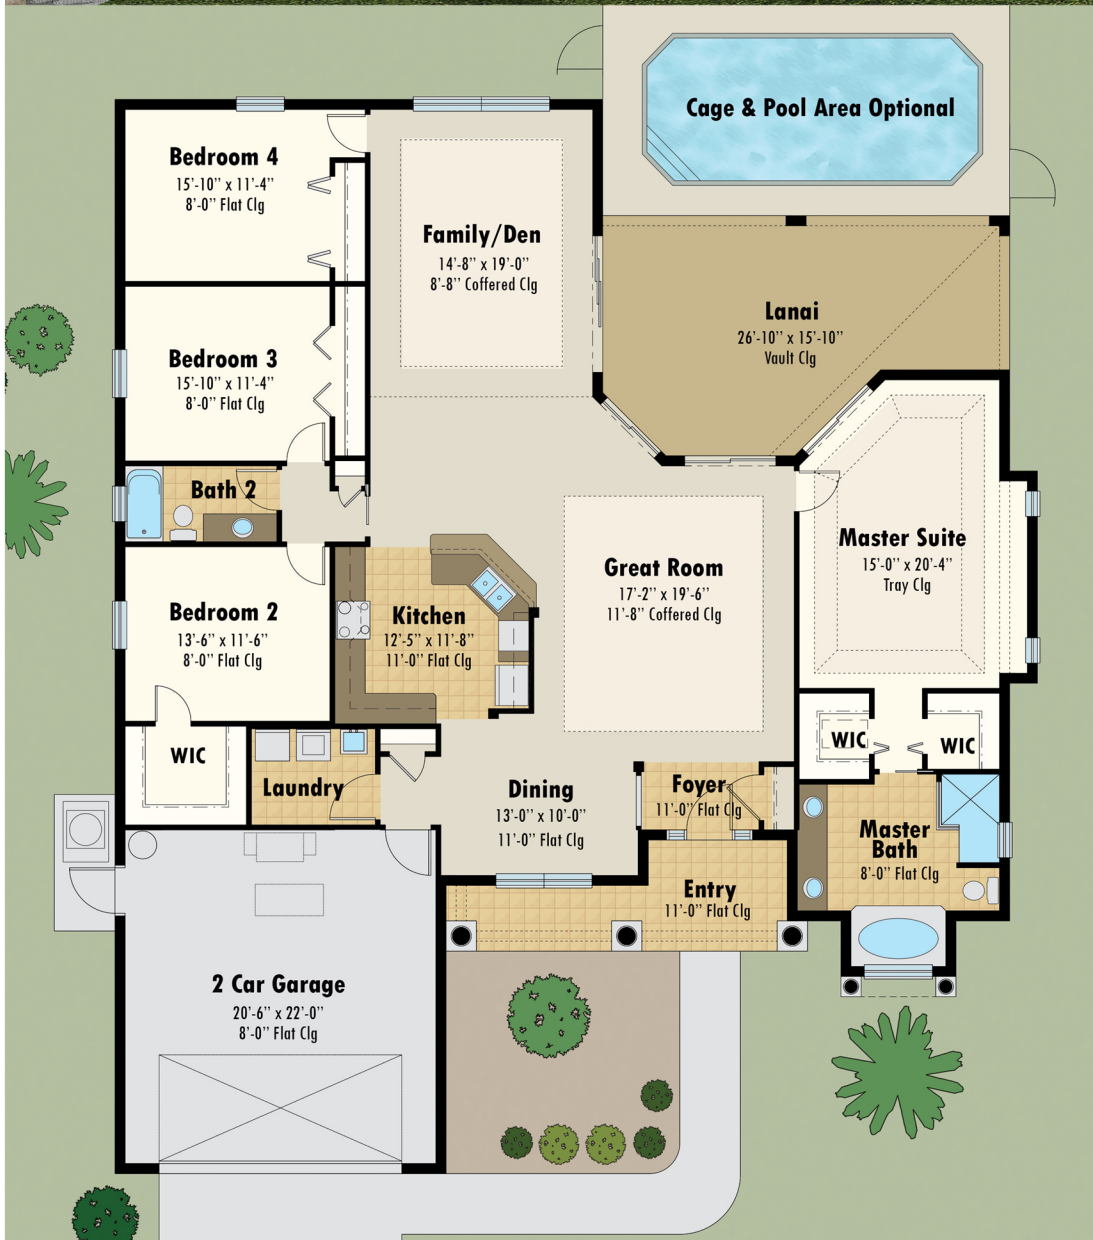 Cage & Pool Area Optional
Bedroom 4
15'-10" x 11'-4"
8'-0" Flat Clg
Family/Den
14'-8" x 19'-0"
8'-8" Coffered Clg
Lanai
26'-10" x 15'-10"
Vault Clg
Bedroom 3
15'-10" x 11'-4"
8'-0" Flat Clg
Bath 2
Master Suite
15'-0" x 20'-4"
Tray Clg
Great Room
17'-2" x 19'-6"
11'-8" Coffered Clg
Bedroom 2
13'-6" x 11'-6"
8'-0" Flat Clg
Kitchen
12'-5" x 11'-8"
11'-0" Flat Clg
WIC
WIC
WIC
Laundry
Dining
13'-0" x 10'-0"
11'-0" Flat Clg
Foyer
11'-0" Flat Clg
Master
Bath
8'-0" Flat Clg
Entry
11'-0" Flat Clg
2 Car Garage
20'-6" x 22'-0"
8'-0" Flat Clg